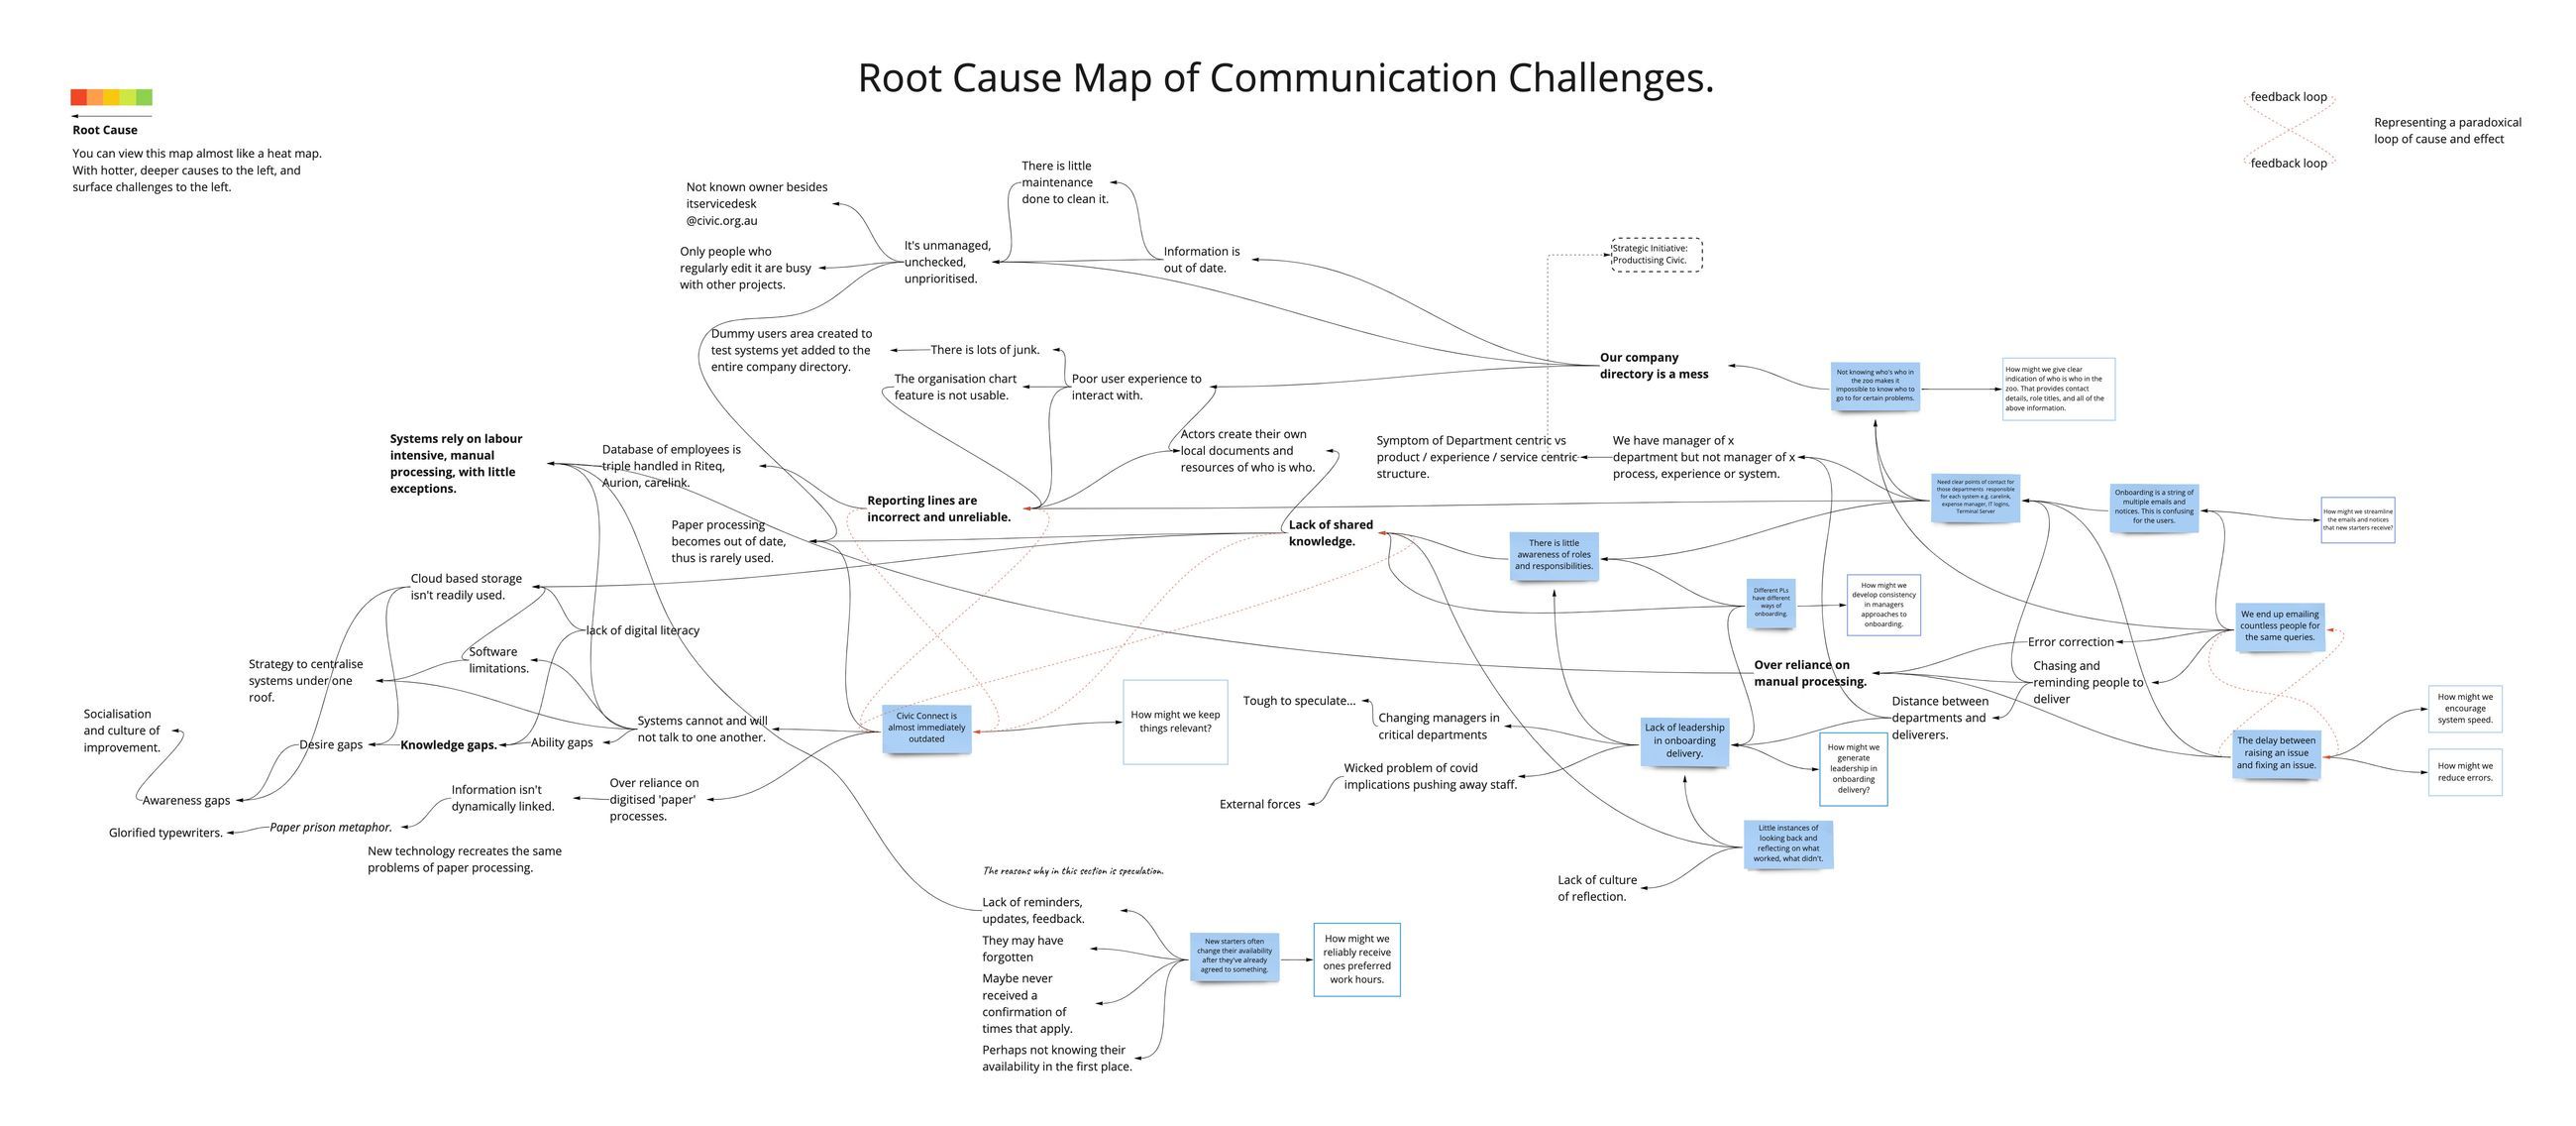 Root Cause Map of Communication Challenges.
Root Cause
You can view this map almost like a heat map.
With hotter, deeper causes to the left, and
surface challenges to the left.
feedback loop
feedback loop
Representing a paradoxical
loop of cause and effect
There is little
maintenance
done to clean it.
Not known owner besides
itservicedesk
@civic.org.au
Only people who
regularly edit it are busy
with other projects.
It's unmanaged,
unchecked,
unprioritised.
Information is
out of date.
Strategic Initiative:
Productising Civic.
Dummy users area created to
test systems yet added to the
entire company directory.
There is lots of junk.
The organisation chart
feature is not usable.
Poor user experience to
interact with.
Our company
directory is a mess
Not knowing who's who in
the zoo makes it
impossible to know who to
go to for certain problems.
How might we give clear
indication of who is who in the
zoo. That provides contact
details, role titles, and all of the
above information.
Systems rely on labour
intensive, manual
processing, with little
exceptions.
Database of employees is
triple handled in Riteq,
Aurion, carelink.
Actors create their own
local documents and
resources of who is who.
Symptom of Department centric vs
product / experience / service centric
structure.
We have manager of x
department but not manager of x
process, experience or system.
Reporting lines are
incorrect and unreliable.
Need clear points of contact for
those departments responsible
for each system e.g. carelink,
expense manager, IT logins,
Terminal Server
Onboarding is a string of
multiple emails and
notices. This is confusing
for the users.
How might we streamline
the emails and notices
that new starters receive?
Paper processing
becomes out of date,
thus is rarely used.
Lack of shared
knowledge.
There is little
awareness of roles
and responsibilities.
Cloud based storage
isn't readily used.
Different PLs
have different
ways of
onboarding.
How might we
develop consistency
in managers
approaches to
onboarding.
We end up emailing
countless people for
the same queries.
lack of digital literacy
Error correction
Software
limitations.
Strategy to centralise
systems under one
roof.
Over reliance on
manual processing.
Chasing and
reminding people to
deliver
Distance between
departments and
deliverers.
How might we
encourage
system speed.
Socialisation
and culture of
improvement.
Desire gaps
Knowledge gaps.
Ability gaps
Systems cannot and will
not talk to one another.
Civic Connect is
almost immediately
outdated
How might we keep
things relevant?
Tough to speculate...
Changing managers in
critical departments
Lack of leadership
in onboarding
delivery.
How might we
generate
leadership in
onboarding
delivery?
The delay between
raising an issue
and fixing an issue.
How might we
reduce errors.
Awareness gaps
Wicked problem of covid
implications pushing away staff.
External forces
Information isn't
dynamically linked.
Over reliance on
digitised 'paper'
processes.
Glorified typewriters.
Paper prison metaphor.
New technology recreates the same
problems of paper processing.
Little instances of
looking back and
reflecting on what
worked, what didn't.
Lack of culture
of reflection.
The reasons why in this section is speculation.
Lack of reminders,
updates, feedback.
They may have
forgotten
Maybe never
received a
confirmation of
times that apply.
Perhaps not knowing their
availability in the first place.
New starters often
change their availability
after they've already
agreed to something.
How might we
reliably receive
ones preferred
work hours.